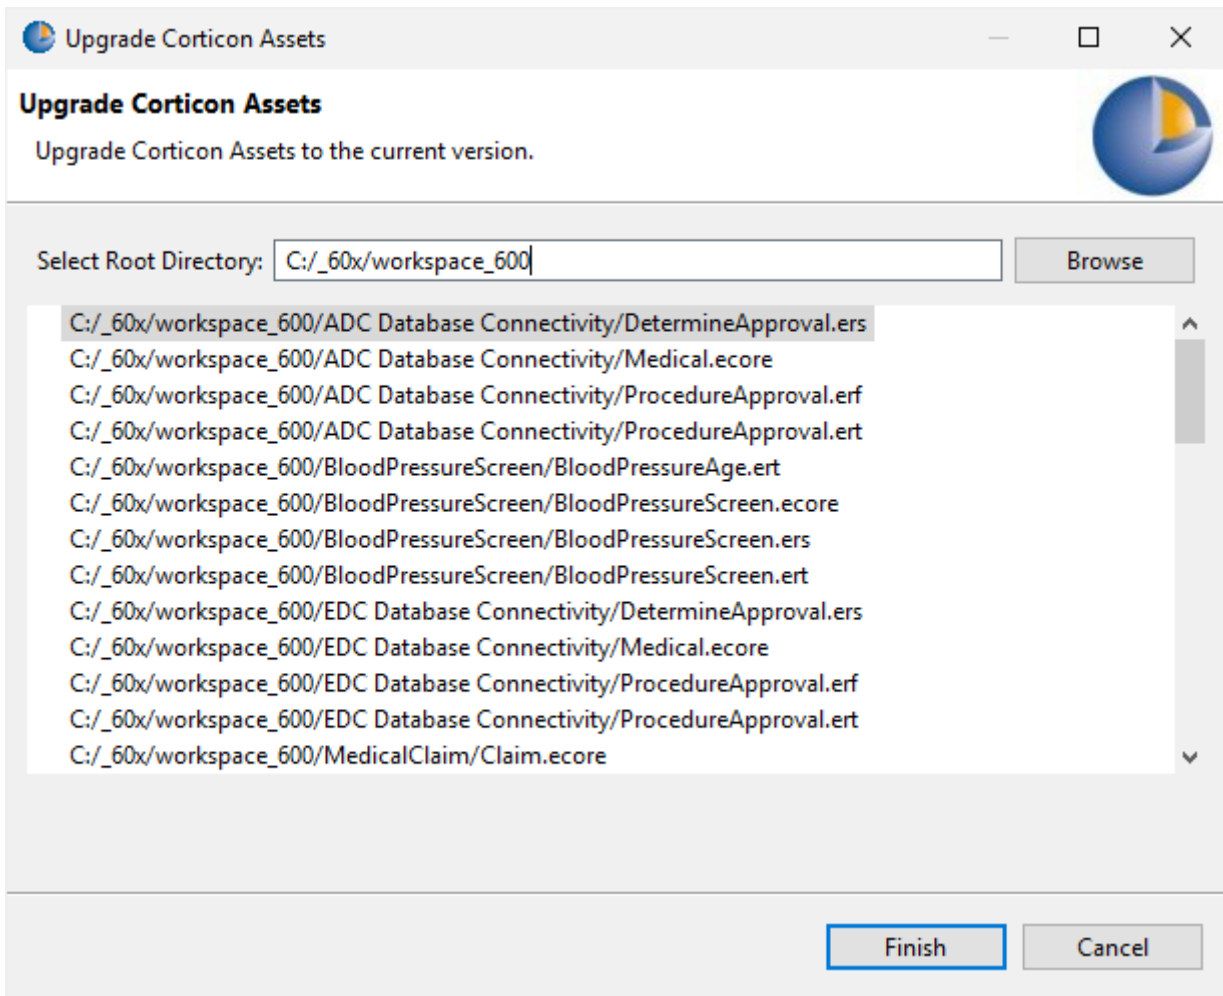 Upgrade Corticon Assets
Upgrade Corticon Assets
Upgrade Corticon Assets to the current version.
Select Root Directory: C:/_60x/workspace_600 Browse
C:/_60x/workspace_600/ADC Database Connectivity/DetermineApproval.ers
C:/_60x/workspace_600/ADC Database Connectivity/Medical.ecore
C:/_60x/workspace_600/ADC Database Connectivity/ProcedureApproval.erf
C:/_60x/workspace_600/ADC Database Connectivity/ProcedureApproval.ert
C:/_60x/workspace_600/BloodPressureScreen/BloodPressureAge.ert
C:/_60x/workspace_600/BloodPressureScreen/BloodPressureScreen.ecore
C:/_60x/workspace_600/BloodPressureScreen/BloodPressureScreen.ers
C:/_60x/workspace_600/BloodPressureScreen/BloodPressureScreen.ert
C:/_60x/workspace_600/EDC Database Connectivity/DetermineApproval.ers
C:/_60x/workspace_600/EDC Database Connectivity/Medical.ecore
C:/_60x/workspace_600/EDC Database Connectivity/ProcedureApproval.erf
C:/_60x/workspace_600/EDC Database Connectivity/ProcedureApproval.ert
C:/_60x/workspace_600/MedicalClaim/Claim.ecore
Finish Cancel